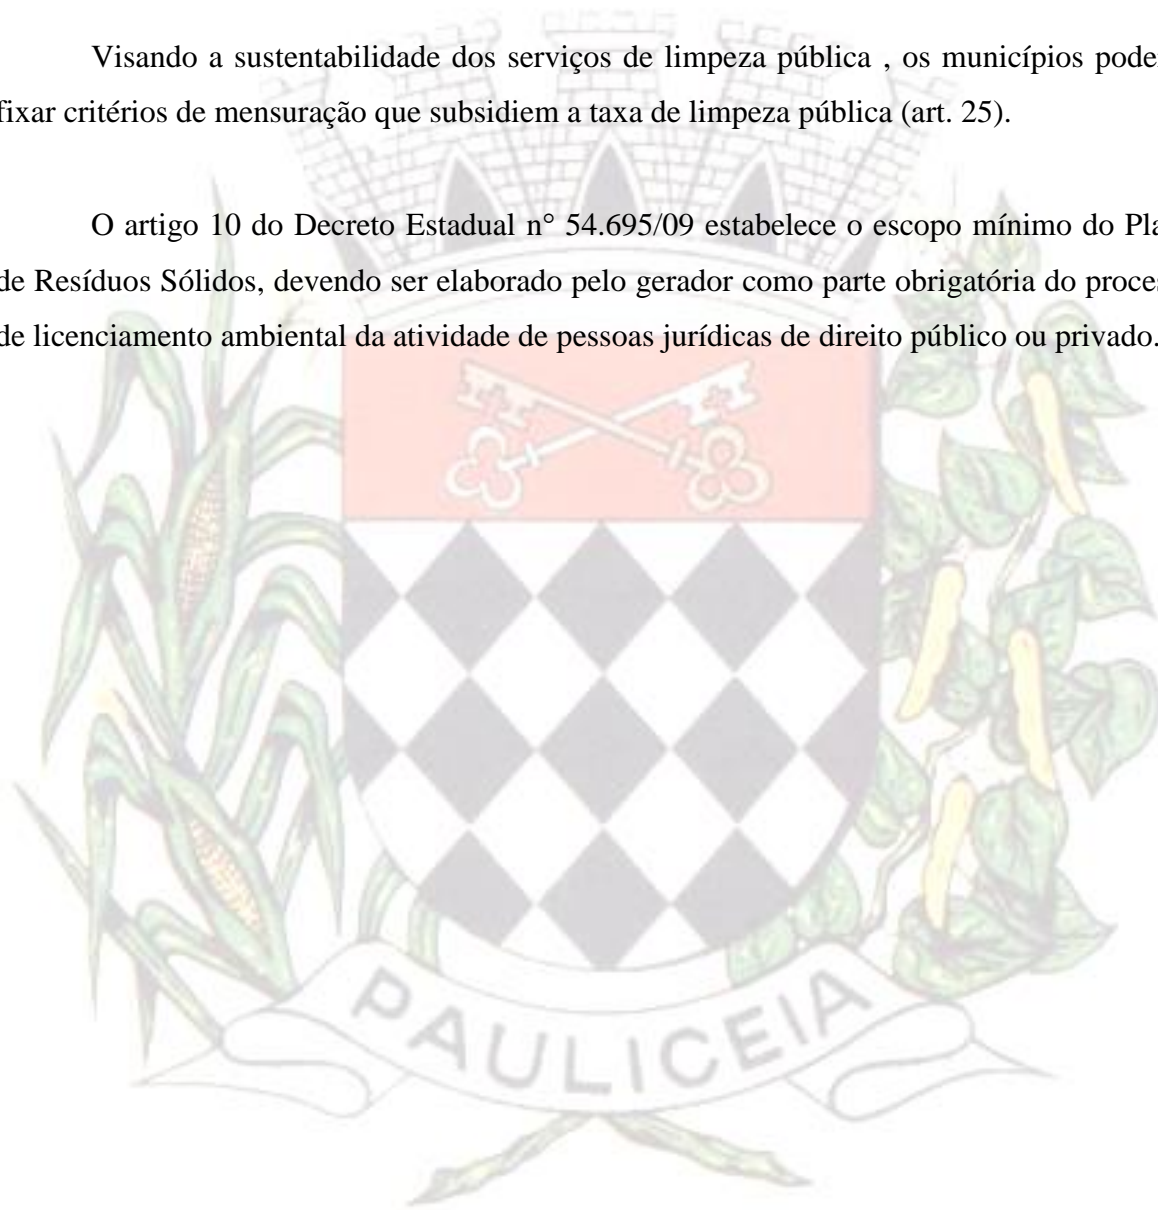 Visando a sustentabilidade dos serviços de limpeza pública , os municípios pode
fixar critérios de mensuração que subsidiem a taxa de limpeza pública (art. 25).
O artigo 10 do Decreto Estadual n° 54.695/09 estabelece o escopo mínimo do Pla
de Resíduos Sólidos, devendo ser elaborado pelo gerador como parte obrigatória do proces
de licenciamento ambiental da atividade de pessoas jurídicas de direito público ou privado.
PAULICEIA